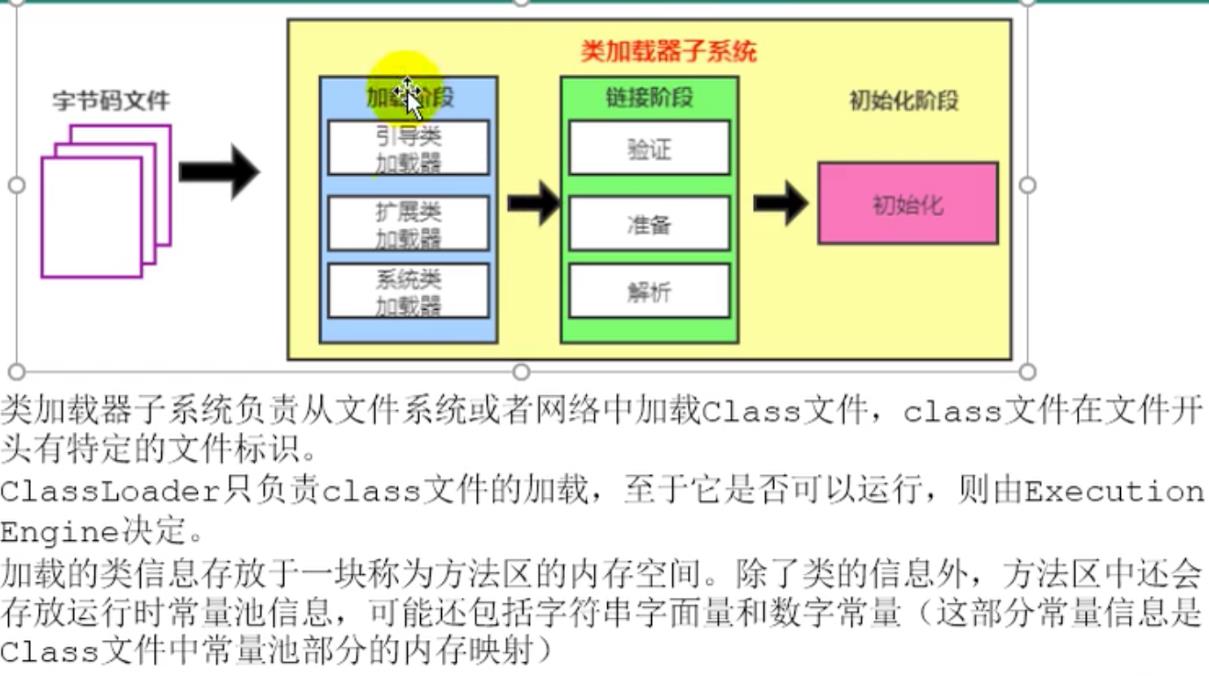 类加载器子系统
字节码文件
加载阶段
引导类
加载器
扩展类
加载器
系统类
加载器
链接阶段
验证
准备
解析
初始化阶段
初始化
类加载器子系统负责从文件系统或者网络中加载Class文件，class文件在文件开
头有特定的文件标识。
ClassLoader只负责class文件的加载，至于它是否可以运行，则由Execution
Engine决定。
加载的类信息存放于一块称为方法区的内存空间。除了类的信息外，方法区中还会
存放运行时常量池信息，可能还包括字符串字面量和数字常量（这部分常量信息是
Class文件中常量池部分的内存映射）